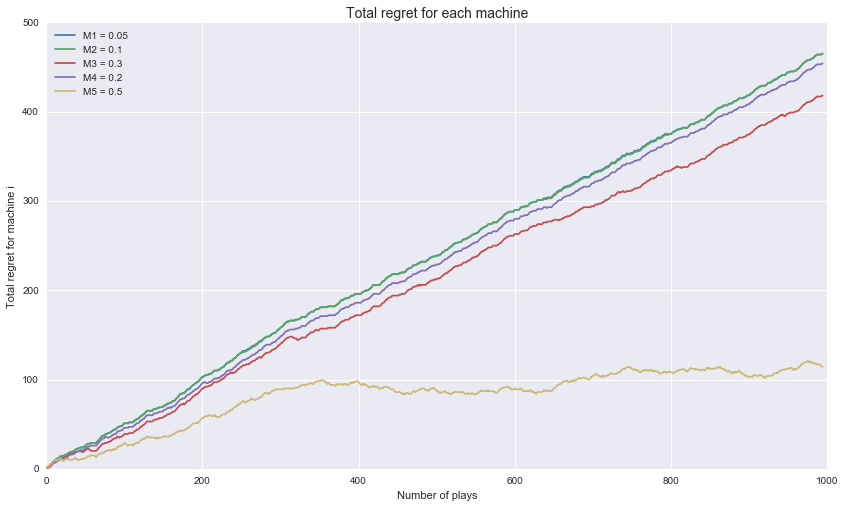 Total regret for each machine
M1 = 0.05
M2 = 0.1
M3 = 0.3
M4 = 0.2
M5 = 0.5
500
400
300
200
100
0
Total regret for machine i
0 200 400 600 800 1000
Number of plays